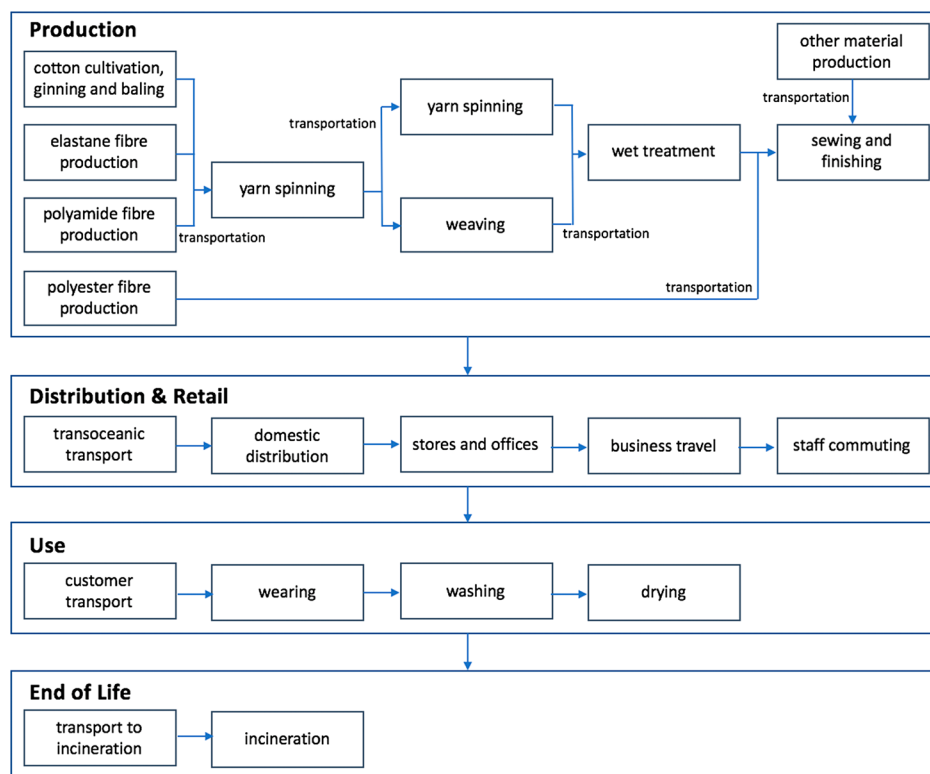 Production
cotton cultivation,
ginning and baling
elastane fibre
production
polyamide fibre
production
transportation
polyester fibre
production
yarn spinning
transportation
yarn spinning
weaving
transportation
wet treatment
transportation
other material
production
transportation
sewing and
finishing
Distribution & Retail
transoceanic
transport
domestic
distribution
stores and offices
business travel
staff commuting
Use
customer
transport
wearing
washing
drying
End of Life
transport to
incineration
incineration